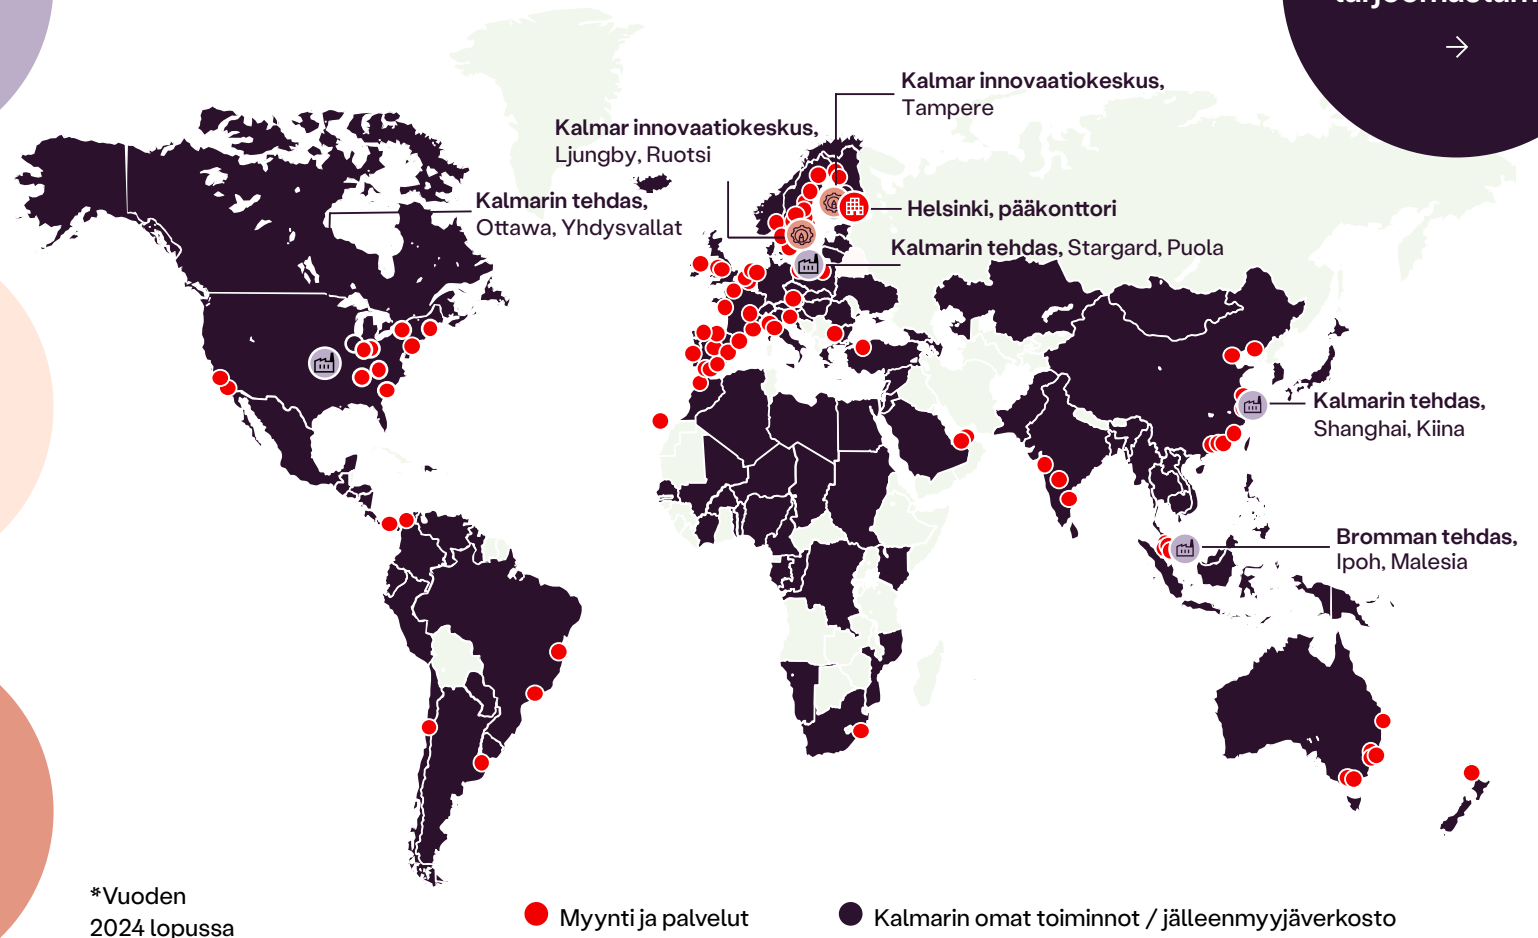 Kalmar innovaatiokeskus,
Tampere
Kalmar innovaatiokeskus,
Ljungby, Ruotsi
Kalmarin tehdas,
Ottawa, Yhdysvallat
Helsinki, pääkonttori
Kalmarin tehdas, Stargard, Puola
Kalmarin tehdas,
Shanghai, Kiina
Bromman tehdas,
Ipoh, Malesia
*Vuoden
2024 lopussa
Myynti ja palvelut
Kalmarin omat toiminnot / jälleenmyyjäverkosto